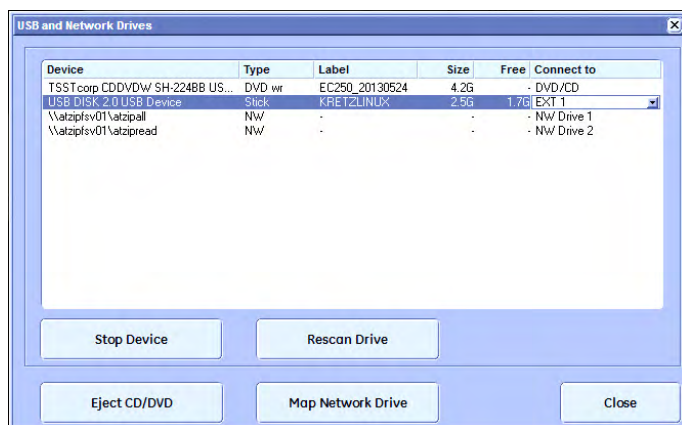 USB and Network Drives
Device Type Label Size Free Connect to
TSSTcorp CDDVDW SH-224BB US... DVD wr EC250_20130524 4.2G - DVD/CD
USB DISK 2.0 USB Device Stick KRETZLINUX 2.5G 1.7G EXT 1
\\atzipfsv01\atzipall NW - - - NW Drive 1
\\atzipfsv01\atzipread NW - - - NW Drive 2
Stop Device Rescan Drive
Eject CD/DVD Map Network Drive Close